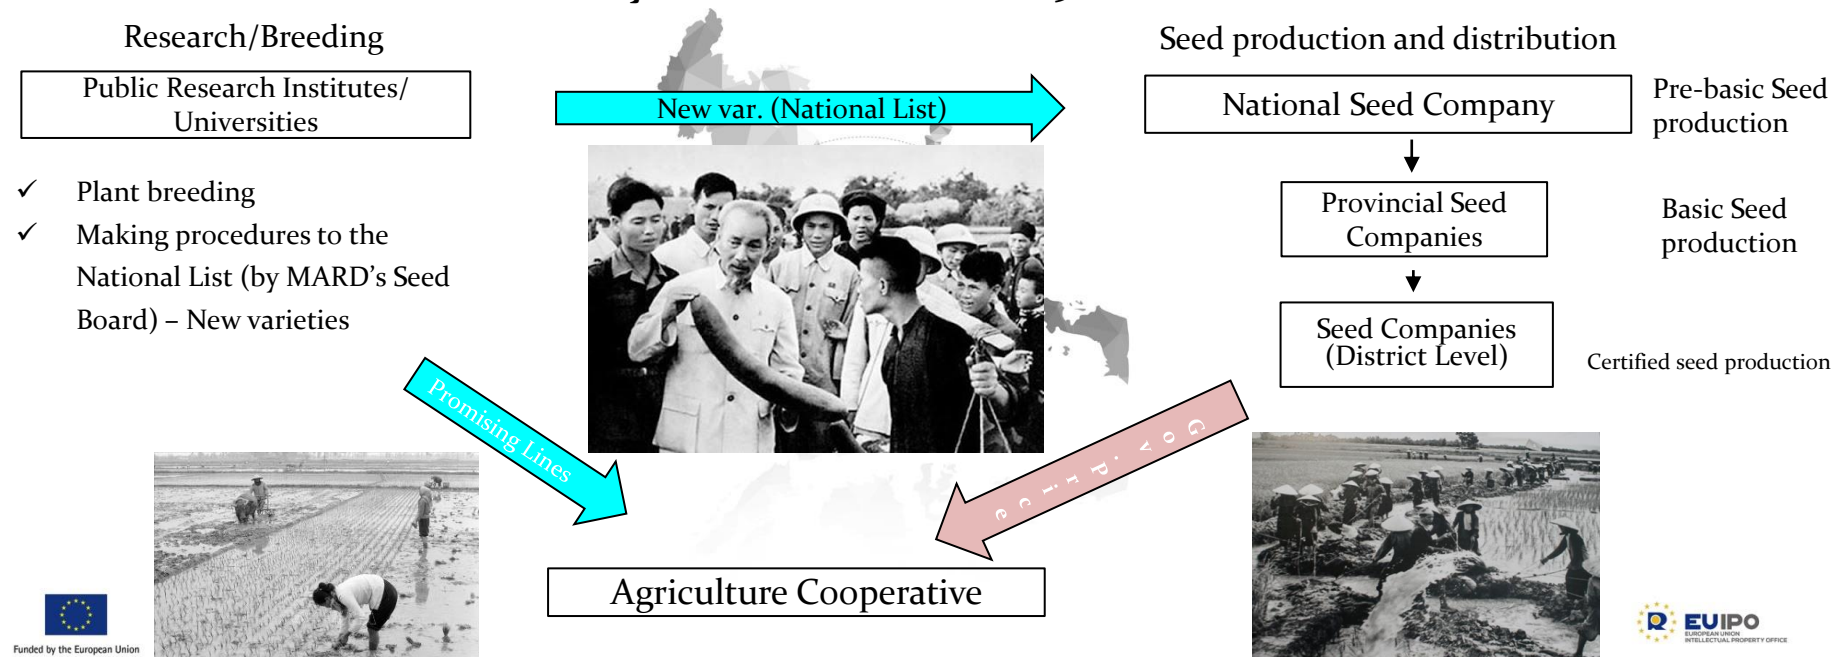 Research/Breeding
Public Research Institutes/
Universities
✓ Plant breeding
✓ Making procedures to the
National List (by MARD's Seed
Board) – New varieties
New var. (National List)
Promising Lines
Seed production and distribution
National Seed Company
Pre-basic Seed
production
Provincial Seed
Companies
Basic Seed
production
Seed Companies
(District Level)
Certified seed production
Gov. Price
Agriculture Cooperative
Funded by the European Union
EUIPO
EUROPEAN UNION
INTELLECTUAL PROPERTY OFFICE